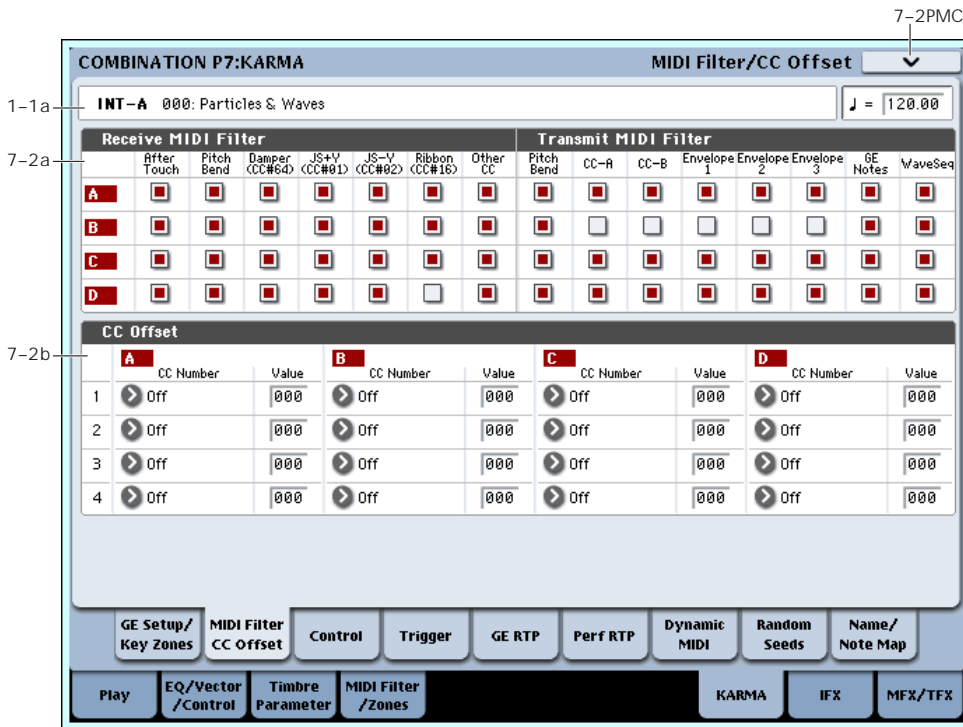 7-2PMC
COMBINATION P7:KARMA MIDI Filter/CC Offset
1-1a
INT-A 000: Particles & Waves ♩ = 120.00
Receive MIDI Filter Transmit MIDI Filter
7-2a
After Touch Pitch Bend Damper (CC#64) JS+Y (CC#01) JS-Y (CC#02) Ribbon (CC#16) Other CC Pitch Bend CC-A CC-B Envelope 1 Envelope 2 Envelope 3 GE Notes WaveSeq
A
B
C
D
CC Offset
7-2b
A B C D
CC Number Value CC Number Value CC Number Value CC Number Value
1 Off 000 Off 000 Off 000 Off 000
2 Off 000 Off 000 Off 000 Off 000
3 Off 000 Off 000 Off 000 Off 000
4 Off 000 Off 000 Off 000 Off 000
GE Setup/ Key Zones MIDI Filter CC Offset Control Trigger GE RTP Perf RTP Dynamic MIDI Random Seeds Name/ Note Map
Play EQ/Vector /Control Timbre Parameter MIDI Filter /Zones KARMA IFX MFX/TFX